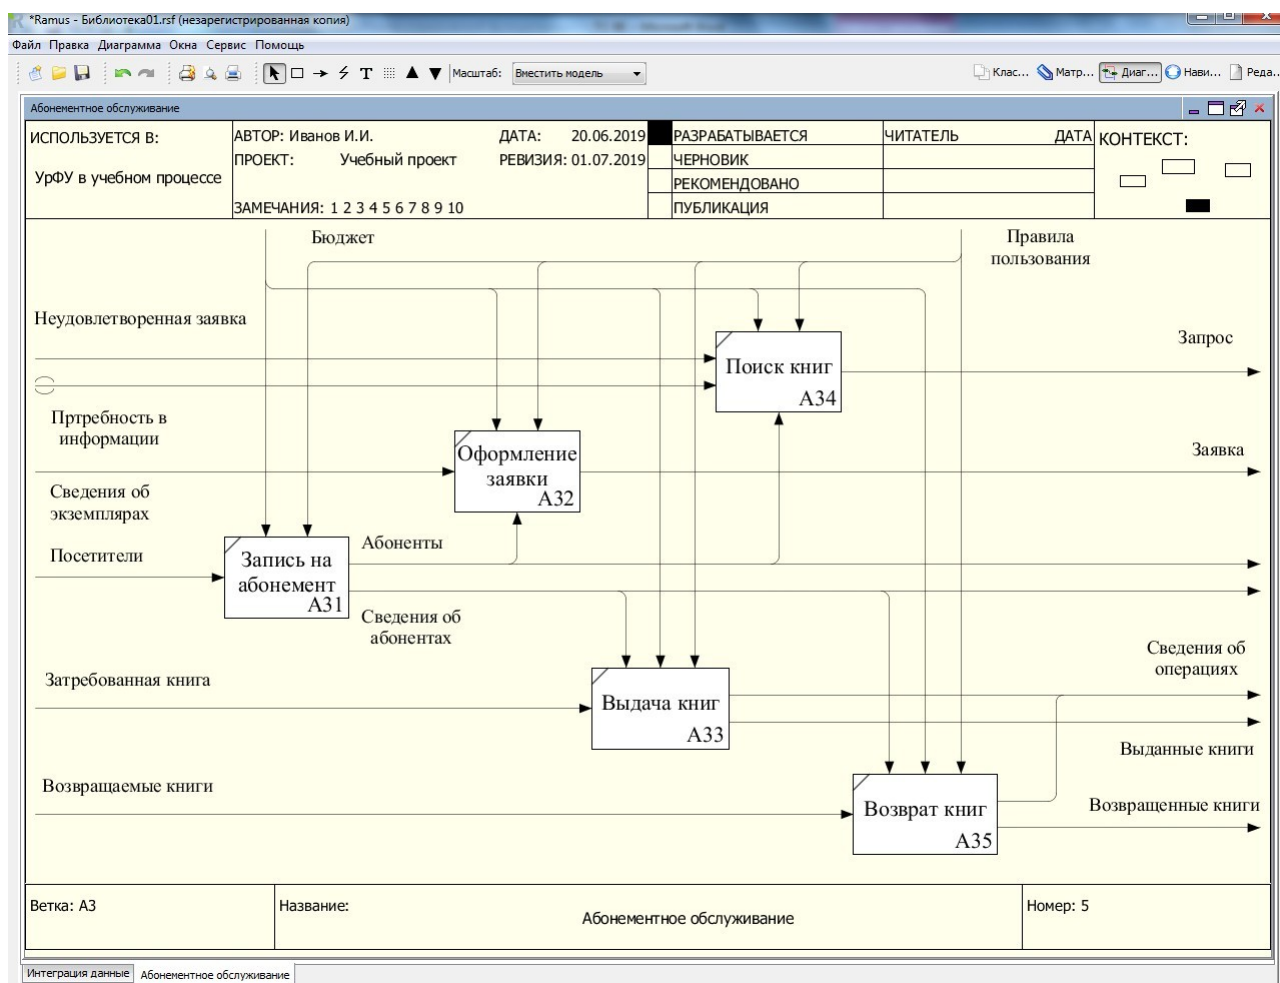 *Ramus - Библиотека01.rsf (незарегистрированная копия)
Файл Правка Диаграмма Окна Сервис Помощь
Масштаб: Вместить модель Клас... Матр... Диаг... Нави... Реда...
Абонементное обслуживание
ИСПОЛЬЗУЕТСЯ В: АВТОР: Иванов И.И. ДАТА: 20.06.2019 РАЗРАБАТЫВАЕТСЯ ЧИТАТЕЛЬ ДАТА КОНТЕКСТ:
ПРОЕКТ: Учебный проект РЕВИЗИЯ: 01.07.2019 ЧЕРНОВИК
УрФУ в учебном процессе РЕКОМЕНДОВАНО
ЗАМЕЧАНИЯ: 1 2 3 4 5 6 7 8 9 10 ПУБЛИКАЦИЯ
Бюджет
Правила
пользования
Неудовлетворенная заявка
Запрос
Поиск книг
A34
Пртребность в
информации
Оформление
заявки
A32
Заявка
Сведения об
экземплярах
Посетители
Запись на
абонемент
A31
Абоненты
Сведения об
абонентах
Сведения об
операциях
Затребованная книга
Выдача книг
A33
Выданные книги
Возвращаемые книги
Возврат книг
A35
Возвращенные книги
Ветка: A3 Название: Абонементное обслуживание Номер: 5
Интеграция данные Абонементное обслуживание